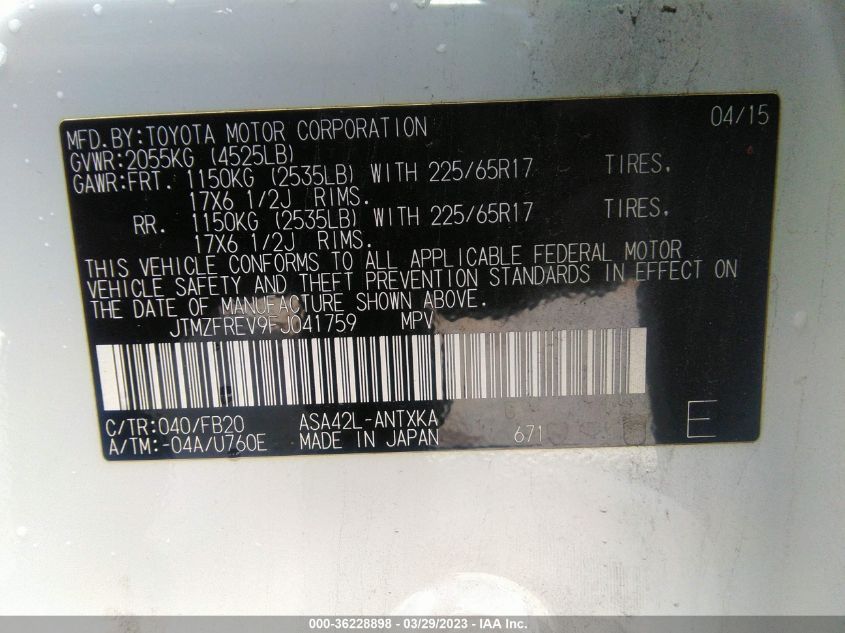 04/15
MFD.BY:TOYOTA MOTOR CORPORATION
GVWR:2055KG (4525LB)
GAWR:FRT. 1150KG (2535LB) WITH 225/65R17 TIRES,
17X6 1/2J RIMS.
RR. 1150KG (2535LB) WITH 225/65R17 TIRES,
17X6 1/2J RIMS.
THIS VEHICLE CONFORMS TO ALL APPLICABLE FEDERAL MOTOR
VEHICLE SAFETY AND THEFT PREVENTION STANDARDS IN EFFECT ON
THE DATE OF MANUFACTURE SHOWN ABOVE.
JTMZFREV9FJ041759 MPV
C/TR:040/FB20 ASA42L-ANTXKA
A/TM:-04A/U760E MADE IN JAPAN 671 E
000-36228898 - 03/29/2023 - IAA Inc.